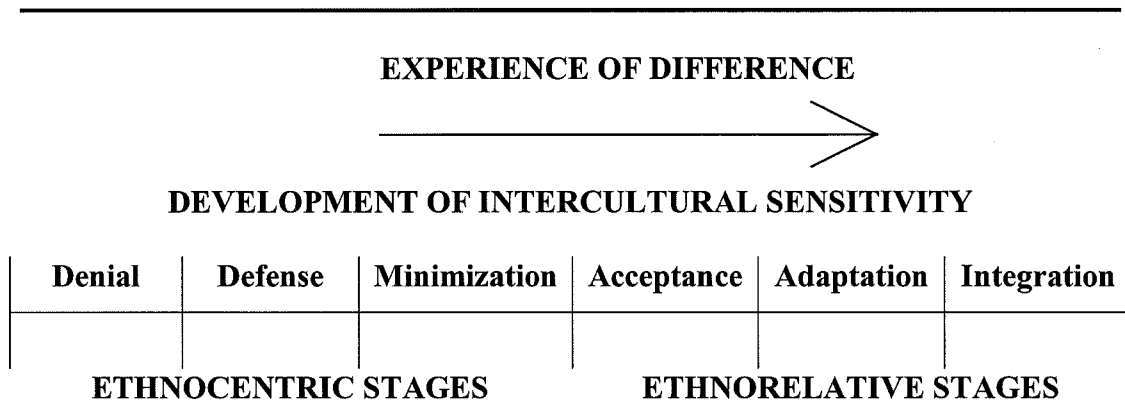 EXPERIENCE OF DIFFERENCE
DEVELOPMENT OF INTERCULTURAL SENSITIVITY
Denial Defense Minimization Acceptance Adaptation Integration
ETHNOCENTRIC STAGES ETHNORELATIVE STAGES